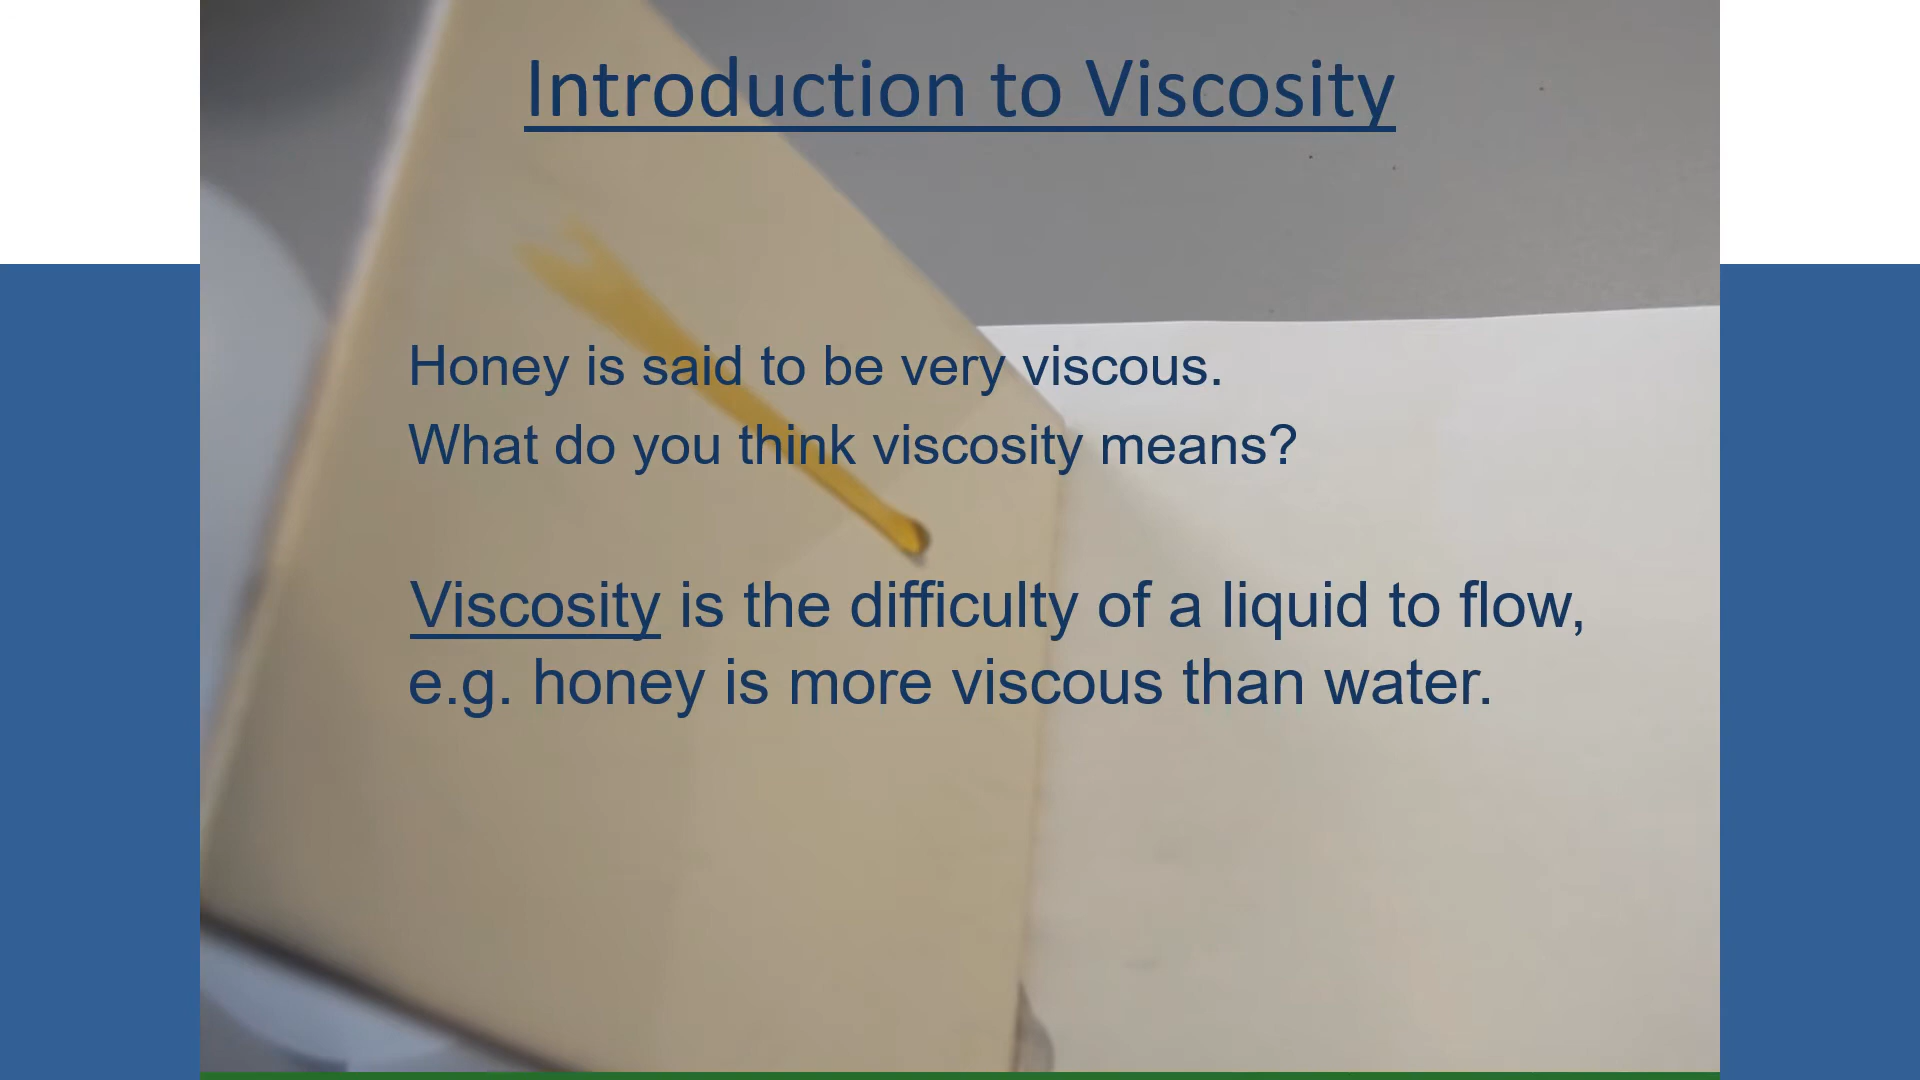 Introduction to Viscosity
Honey is said to be very viscous.
What do you think viscosity means?
Viscosity is the difficulty of a liquid to flow,
e.g. honey is more viscous than water.